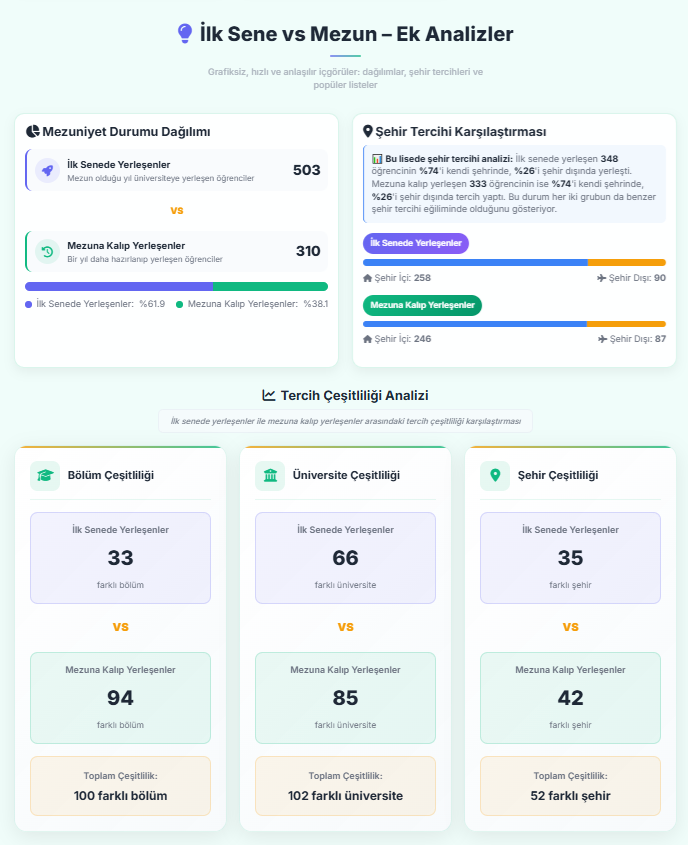 İlk Sene vs Mezun – Ek Analizler
Grafiksiz, hızlı ve anlaşılır içgörüler: dağılımlar, şehir tercihleri ve
popüler listeler
Mezuniyet Durumu Dağılımı
İlk Senede Yerleşenler
Mezun olduğu yıl üniversiteye yerleşen öğrenciler
503
VS
Mezuna Kalıp Yerleşenler
Bir yıl daha hazırlanıp yerleşen öğrenciler
310
İlk Senede Yerleşenler: %61.9
Mezuna Kalıp Yerleşenler: %38.1
Şehir Tercihi Karşılaştırması
📊 Bu lisede şehir tercihi analizi: İlk senede yerleşen 348
öğrencinin %74'i kendi şehrinde, %26'si şehir dışında yerleşti.
Mezuna kalıp yerleşen 333 öğrencinin ise %74'i kendi şehrinde,
%26'si şehir dışında tercih yaptı. Bu durum her iki grubun da benzer
şehir tercihi eğiliminde olduğunu gösteriyor.
İlk Senede Yerleşenler
Şehir İçi: 258
Şehir Dışı: 90
Mezuna Kalıp Yerleşenler
Şehir İçi: 246
Şehir Dışı: 87
Tercih Çeşitliliği Analizi
İlk senede yerleşenler ile mezuna kalıp yerleşenler arasındaki tercih çeşitliliği karşılaştırması
Bölüm Çeşitliliği
İlk Senede Yerleşenler
33
farklı bölüm
VS
Mezuna Kalıp Yerleşenler
94
farklı bölüm
Toplam Çeşitlilik:
100 farklı bölüm
Üniversite Çeşitliliği
İlk Senede Yerleşenler
66
farklı üniversite
VS
Mezuna Kalıp Yerleşenler
85
farklı üniversite
Toplam Çeşitlilik:
102 farklı üniversite
Şehir Çeşitliliği
İlk Senede Yerleşenler
35
farklı şehir
VS
Mezuna Kalıp Yerleşenler
42
farklı şehir
Toplam Çeşitlilik:
52 farklı şehir